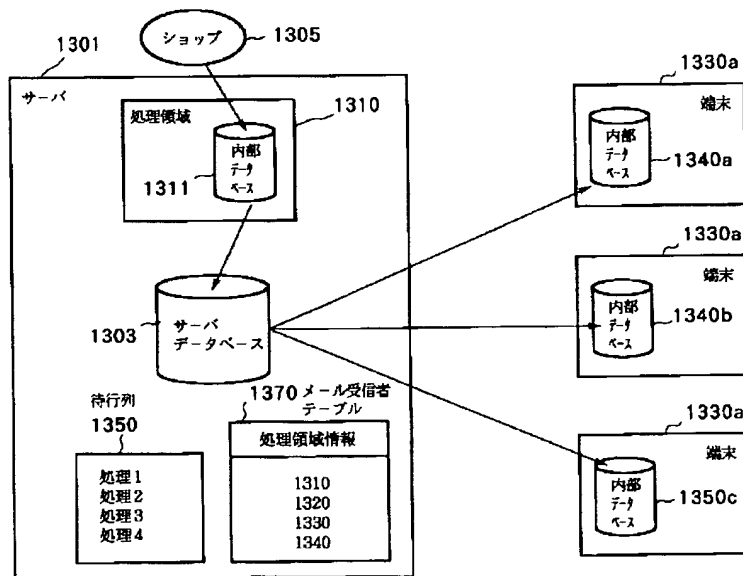 ショップ
1305
1301
サーバ
処理領域
1310
内部
データ
ベース
1311
1303
サーバ
データベース
待行列
1350
処理1
処理2
処理3
処理4
1370 メール受信者
テーブル
処理領域情報
1310
1320
1330
1340
1330a
端末
内部
データ
ベース
1340a
1330a
端末
内部
データ
ベース
1340b
1330a
端末
内部
データ
ベース
1350c